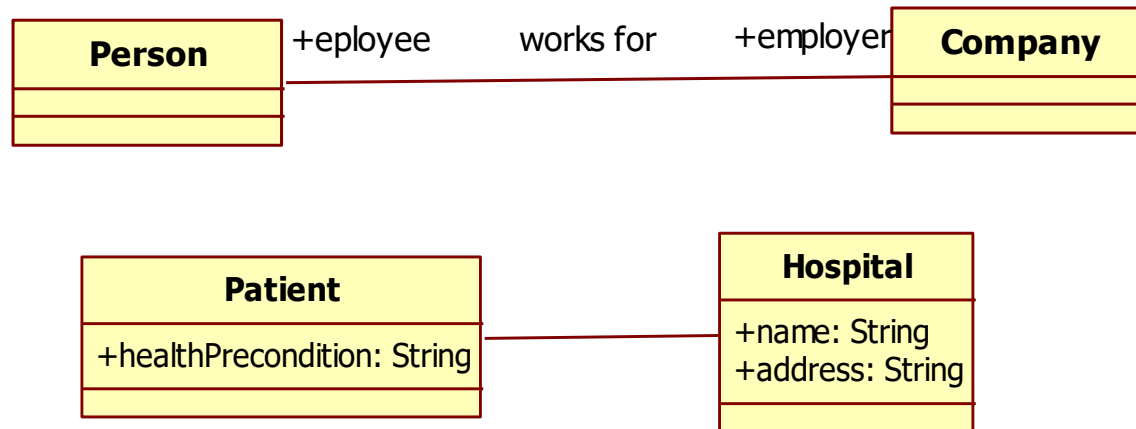 Person
+eployee works for +employer
Company
Patient
+healthPrecondition: String
Hospital
+name: String
+address: String